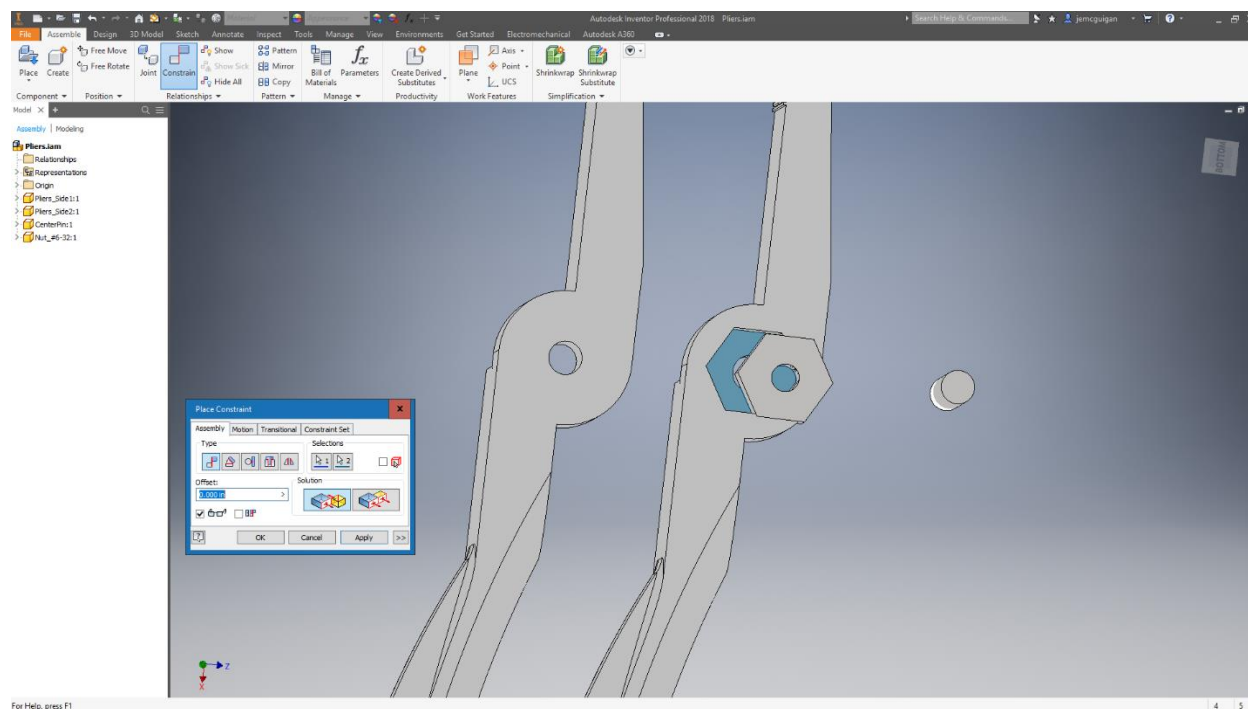 Autodesk Inventor Professional 2018 Pliers.iam
Search Help & Commands...
jemcguigan
File Assemble Design 3D Model Sketch Annotate Inspect Tools Manage View Environments Get Started Electromechanical Autodesk A360
Place
Create
Free Move
Free Rotate
Joint
Constrain
Show
Show Sick
Hide All
Pattern
Mirror
Copy
Bill of
Materials
Parameters
Create Derived
Substitutes
Plane
Axis
Point
UCS
Shrinkwrap
Shrinkwrap
Substitute
Component Position Relationships Pattern Manage Productivity Work Features Simplification
Model
Assembly | Modeling
Pliers.iam
Relationships
Representations
Origin
Pliers_Side1:1
Pliers_Side2:1
CenterPin:1
Nut_#6-32:1
BOTTOM
Place Constraint
Assembly Motion Transitional Constraint Set
Type
Selections
1 2
Offset:
0.000 in
Solution
OK Cancel Apply >>
Z
X
For Help, press F1
4 5